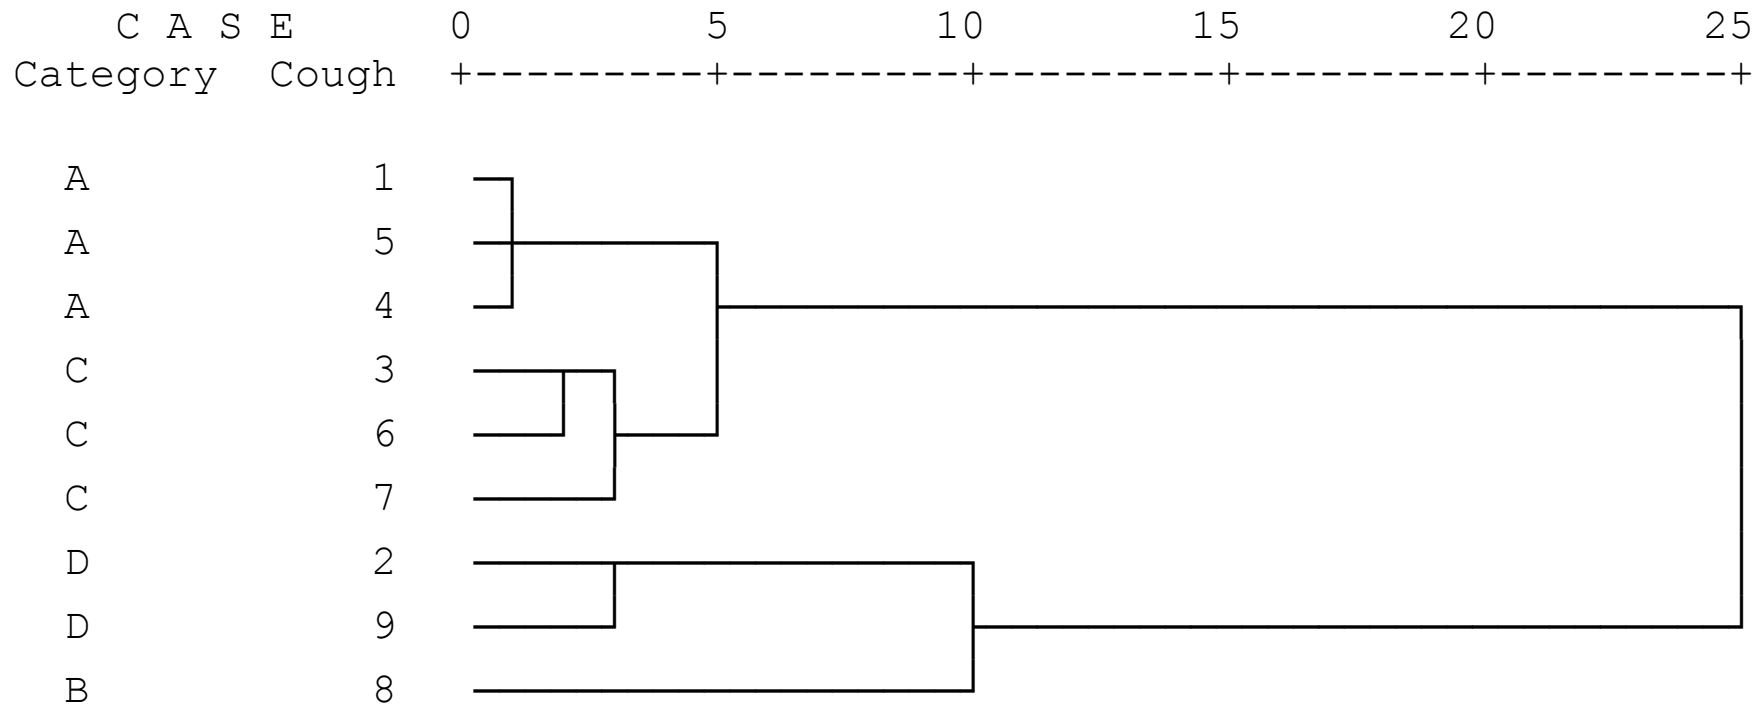 C A S E 0 5 10 15 20 25
Category Cough +---------+---------+---------+---------+---------+
A 1
A 5
A 4
C 3
C 6
C 7
D 2
D 9
B 8